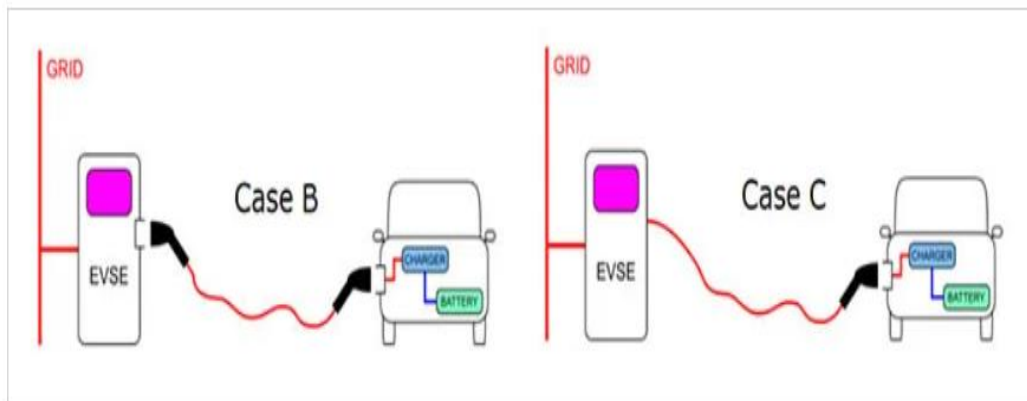 GRID
Case B
EVSE
CHARGER
BATTERY
GRID
Case C
EVSE
CHARGER
BATTERY